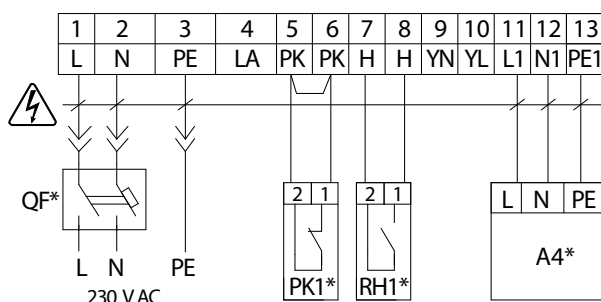 1 2 3 4 5 6 7 8 9 10 11 12 13
L N PE LA PK PK H H YN YL L1 N1 PE1
QF*
2 1 2 1 L N PE
A4*
L N PE PK1* RH1*
230 V AC